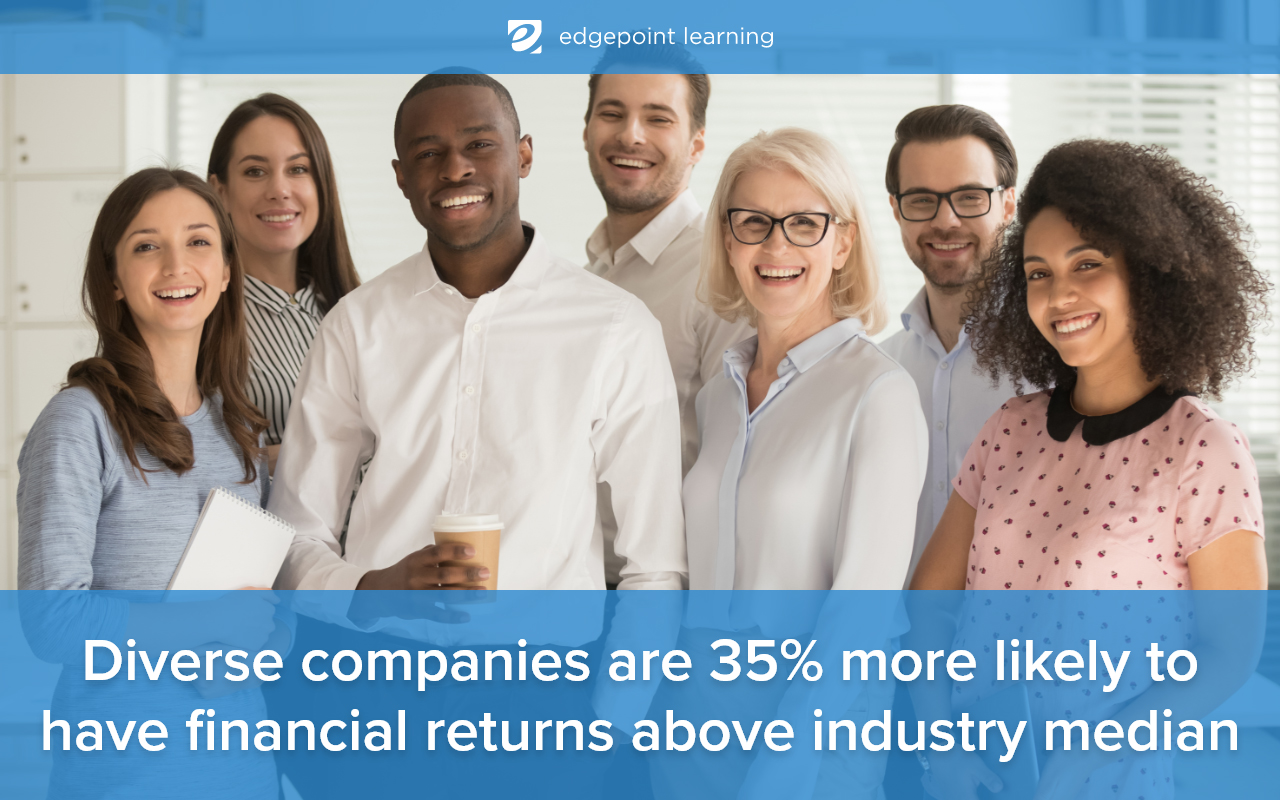 edgepoint learning
Diverse companies are 35% more likely to
have financial returns above industry median